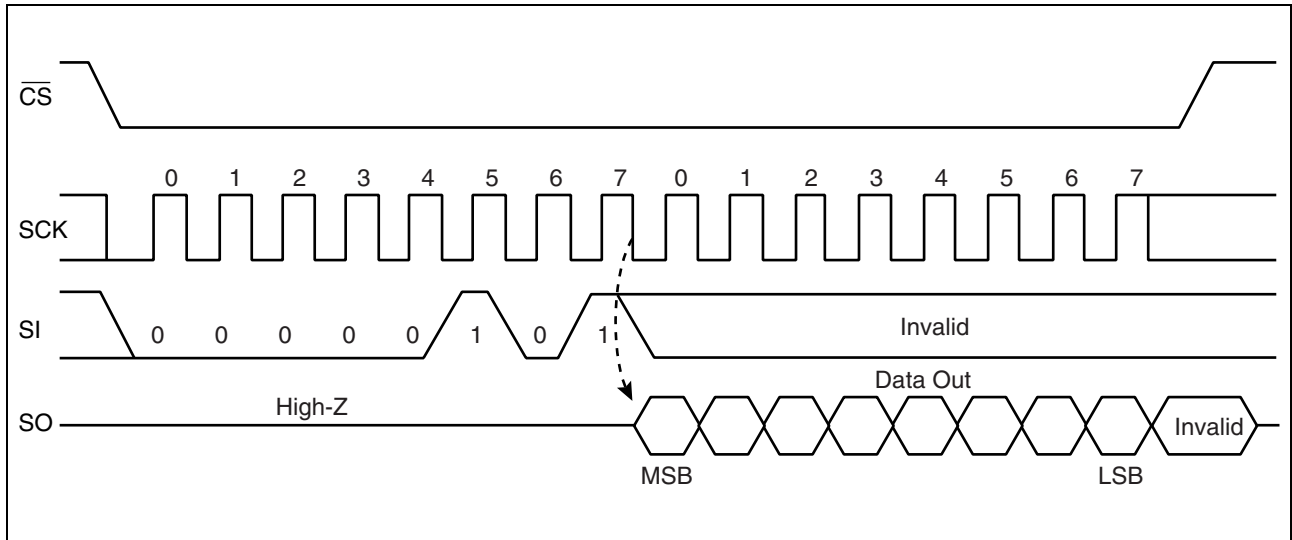 CS
0 1 2 3 4 5 6 7 0 1 2 3 4 5 6 7
SCK
SI 0 0 0 0 0 1 0 1 Invalid
Data Out
High-Z
SO Invalid
MSB LSB